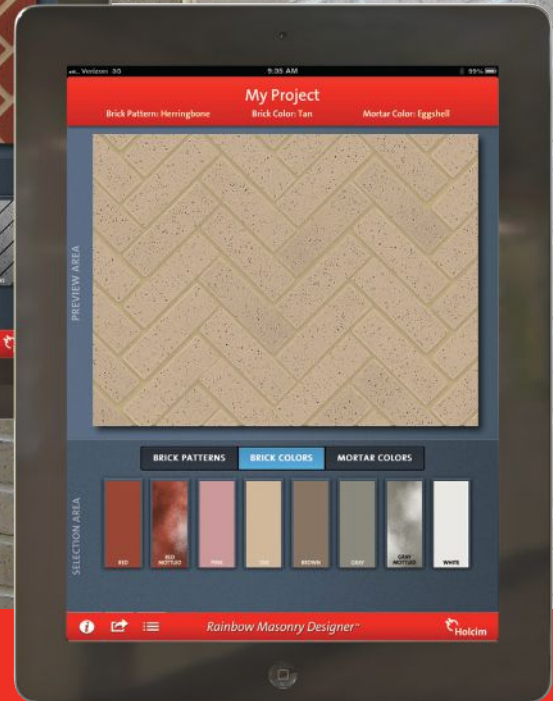 Verizon 3G 9:35 AM 99%
My Project
Brick Pattern: Herringbone Brick Color: Tan Mortar Color: Eggshell
PREVIEW AREA
BRICK PATTERNS BRICK COLORS MORTAR COLORS
SELECTION AREA
RED RED MOTTLED PINK TAN BROWN GRAY GRAY MOTTLED WHITE
Rainbow Masonry Designer™ Holcim